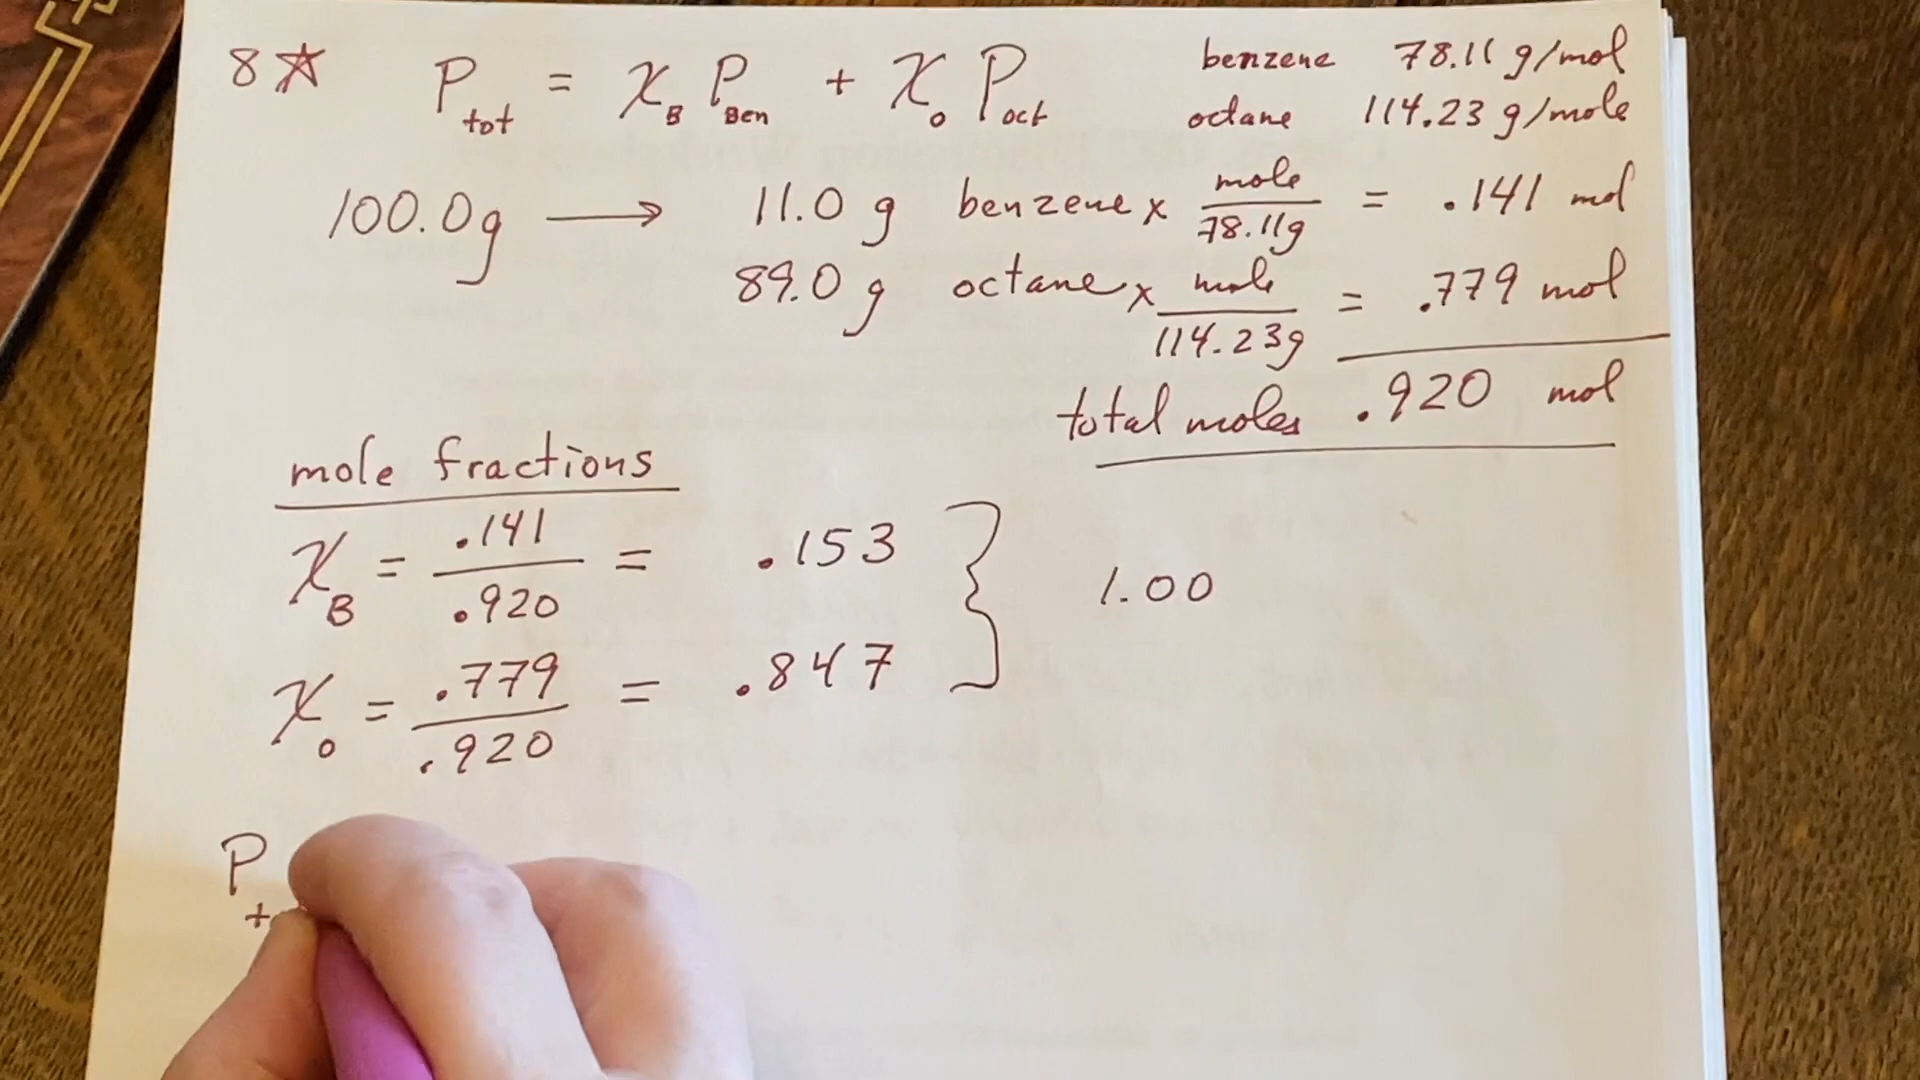 8☆ P_tot = χ_B P_Ben + χ_o P_oct
benzene 78.11 g/mol
octane 114.23 g/mole
100.0g → 11.0 g benzene x mole/78.11g = .141 mol
89.0 g octane x mole/114.23g = .779 mol
total moles .920 mol
mole fractions
χ_B = .141/.920 = .153
χ_o = .779/.920 = .847
} 1.00
P_t